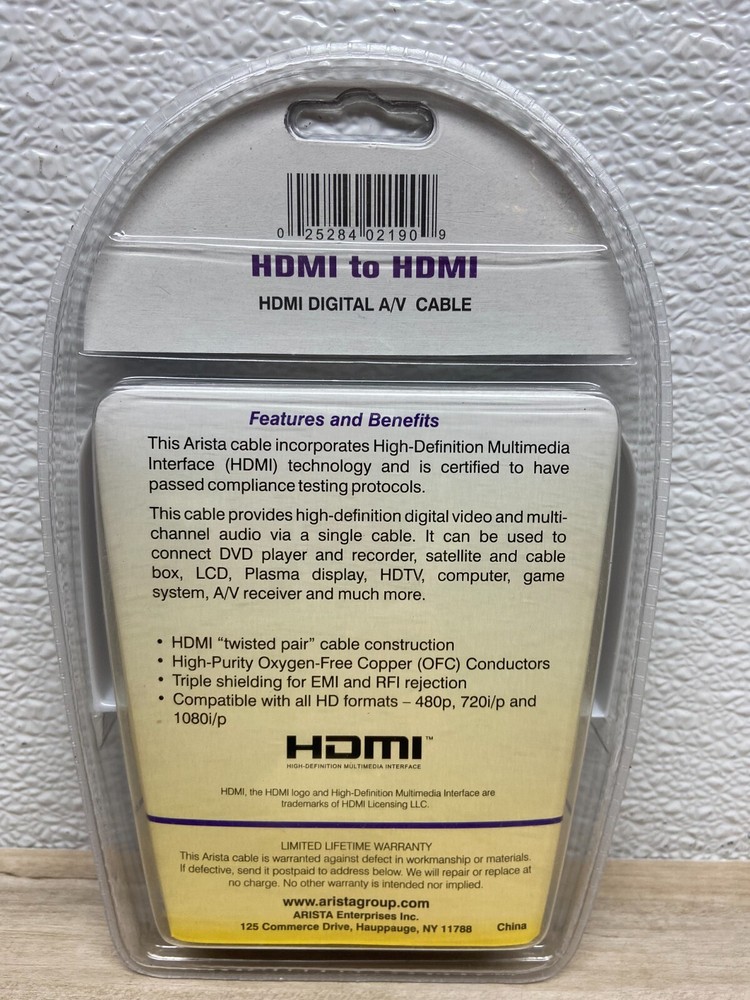 0 25284 02190 9
HDMI to HDMI
HDMI DIGITAL A/V CABLE
Features and Benefits
This Arista cable incorporates High-Definition Multimedia
Interface (HDMI) technology and is certified to have
passed compliance testing protocols.
This cable provides high-definition digital video and multi-
channel audio via a single cable. It can be used to
connect DVD player and recorder, satellite and cable
box, LCD, Plasma display, HDTV, computer, game
system, A/V receiver and much more.
• HDMI “twisted pair” cable construction
• High-Purity Oxygen-Free Copper (OFC) Conductors
• Triple shielding for EMI and RFI rejection
• Compatible with all HD formats – 480p, 720i/p and
1080i/p
HDMI™
HIGH-DEFINITION MULTIMEDIA INTERFACE
HDMI, the HDMI logo and High-Definition Multimedia Interface are
trademarks of HDMI Licensing LLC.
LIMITED LIFETIME WARRANTY
This Arista cable is warranted against defect in workmanship or materials.
If defective, send it postpaid to address below. We will repair or replace at
no charge. No other warranty is intended nor implied.
www.aristagroup.com
ARISTA Enterprises Inc.
125 Commerce Drive, Hauppauge, NY 11788 China